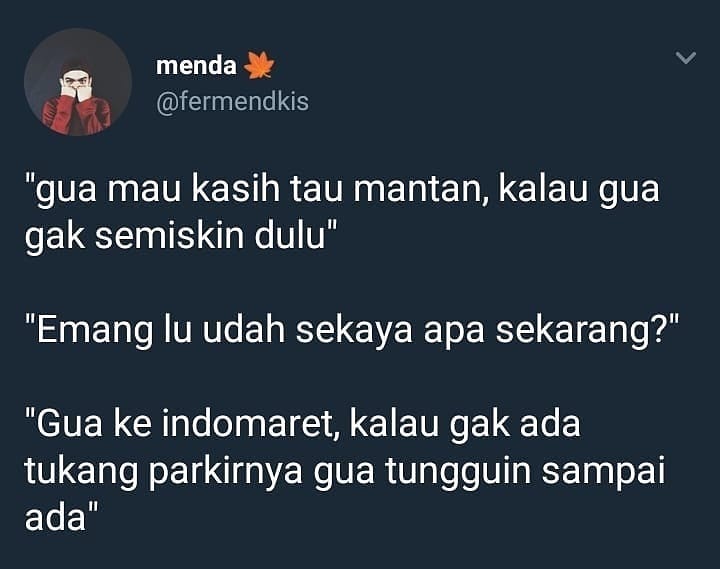 menda 🍁
@fermendkis
"gua mau kasih tau mantan, kalau gua
gak semiskin dulu"
"Emang lu udah sekaya apa sekarang?"
"Gua ke indomaret, kalau gak ada
tukang parkirnya gua tungguin sampai
ada"